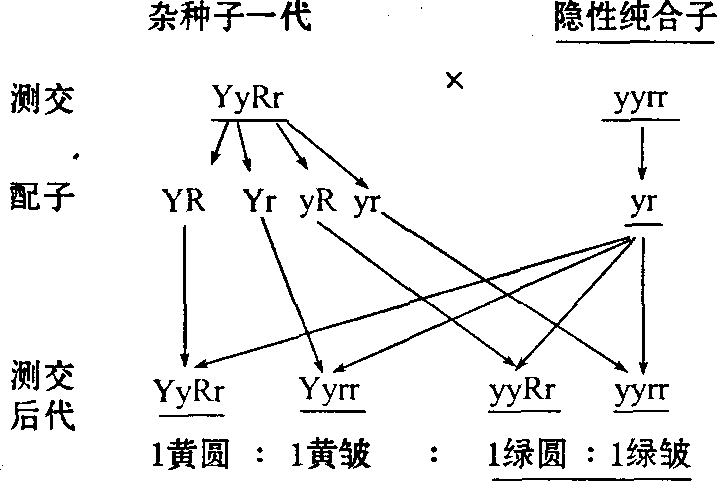 杂种子一代 隐性纯合子
测交 YyRr × yyrr
配子 YR Yr yR yr yr
测交后代 YyRr Yyrr yyRr yyrr
1黄圆 : 1黄皱 : 1绿圆 : 1绿皱